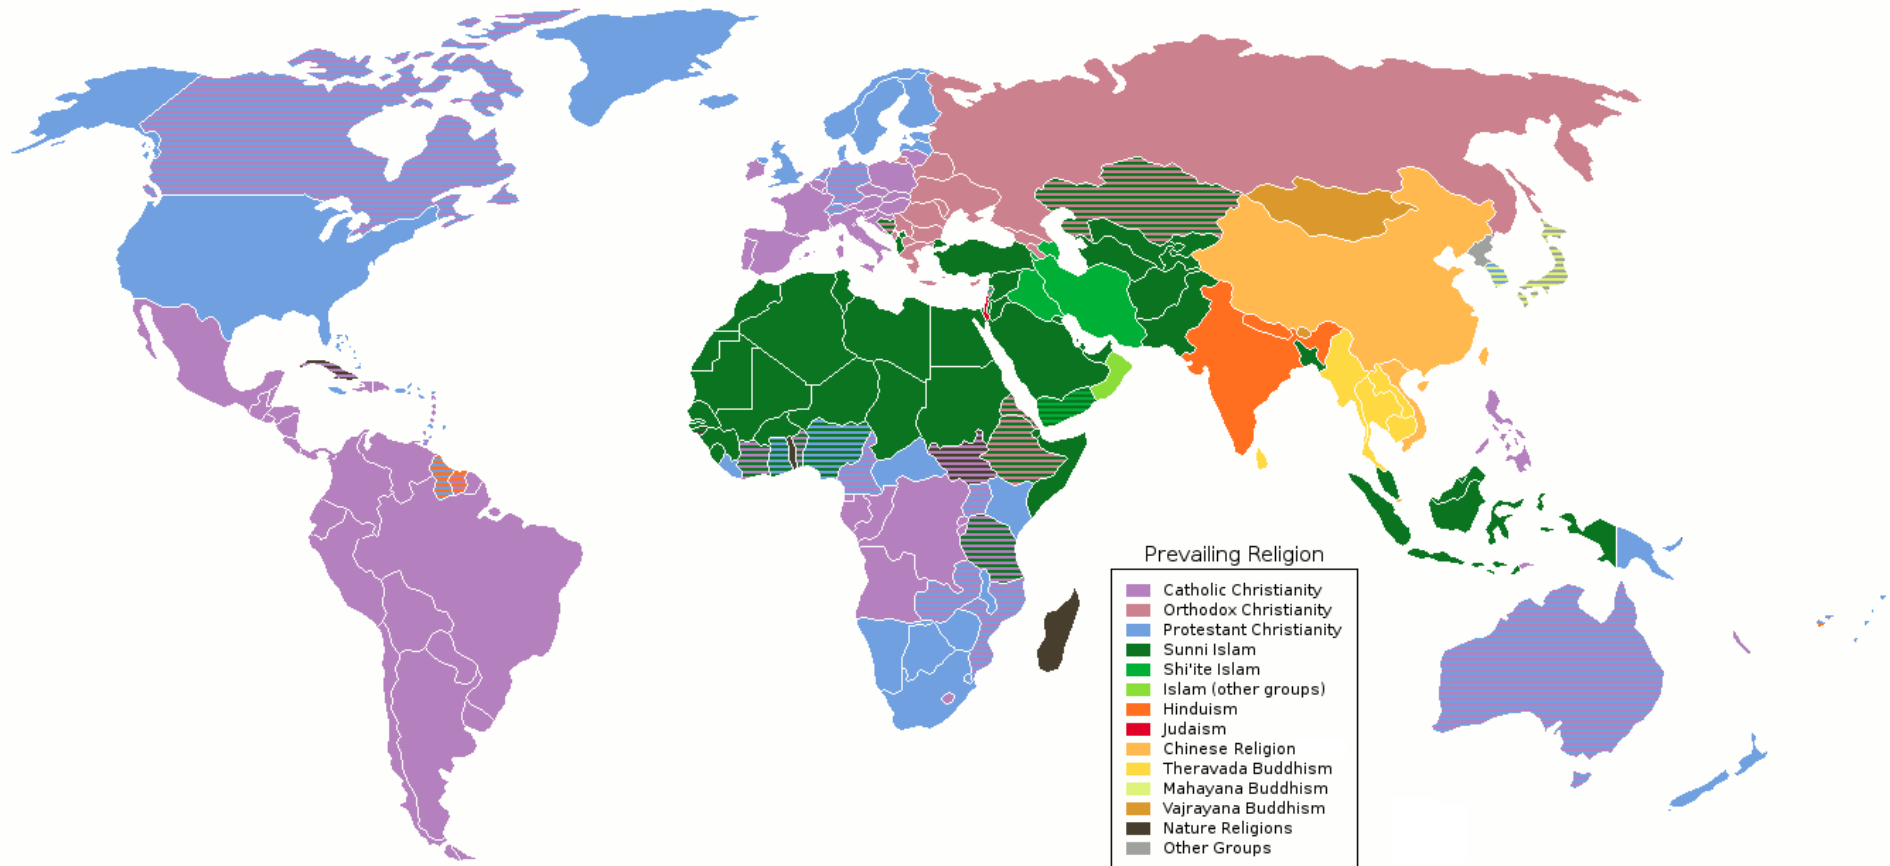 Prevailing Religion
Catholic Christianity
Orthodox Christianity
Protestant Christianity
Sunni Islam
Shi'ite Islam
Islam (other groups)
Hinduism
Judaism
Chinese Religion
Theravada Buddhism
Mahayana Buddhism
Vajrayana Buddhism
Nature Religions
Other Groups